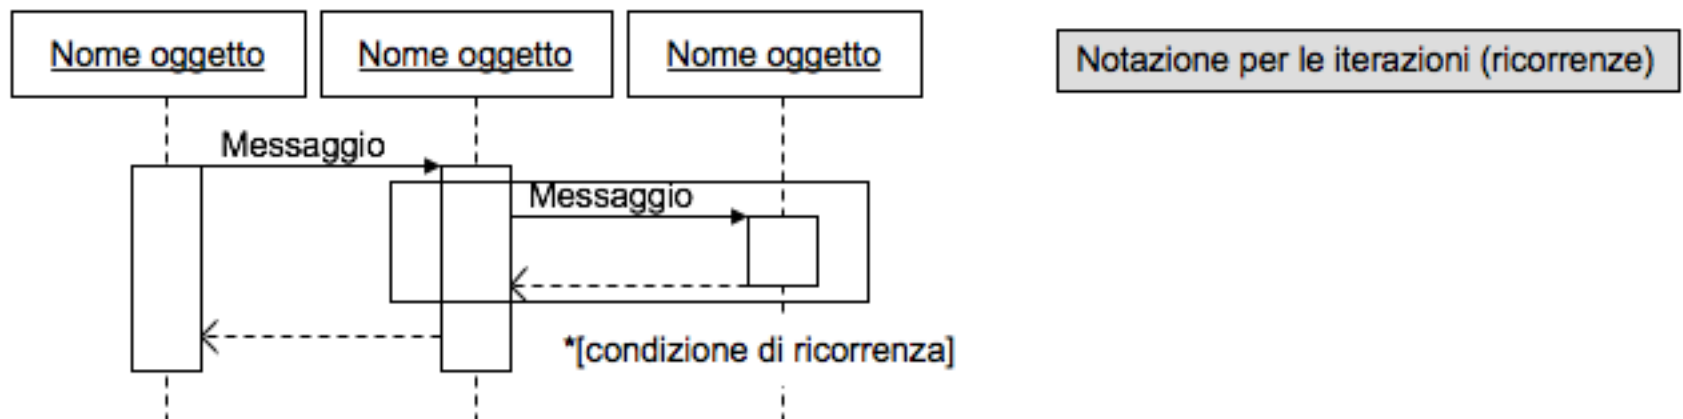 Nome oggetto
Nome oggetto
Nome oggetto
Notazione per le iterazioni (ricorrenze)
Messaggio
Messaggio
*[condizione di ricorrenza]